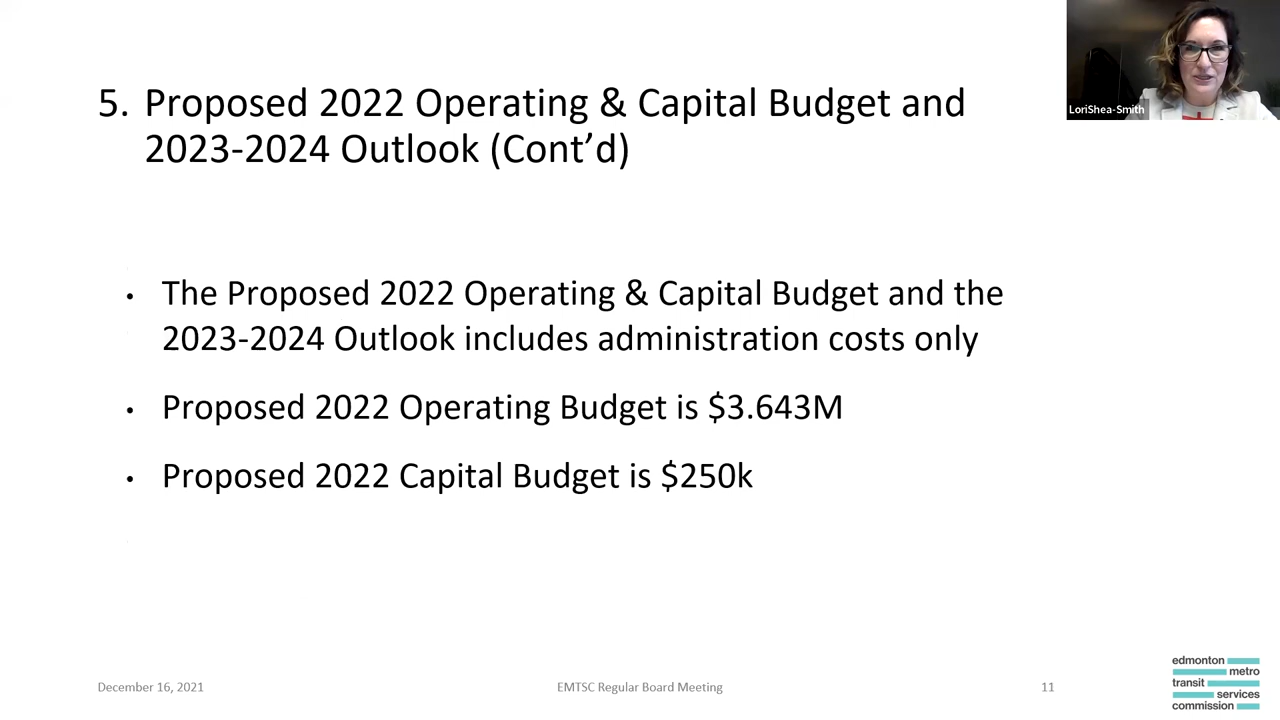 5. Proposed 2022 Operating & Capital Budget and
2023-2024 Outlook (Cont’d)
LoriShea-Smith
• The Proposed 2022 Operating & Capital Budget and the
2023-2024 Outlook includes administration costs only
• Proposed 2022 Operating Budget is $3.643M
• Proposed 2022 Capital Budget is $250k
December 16, 2021
EMTSC Regular Board Meeting
11
edmonton
metro
transit
services
commission